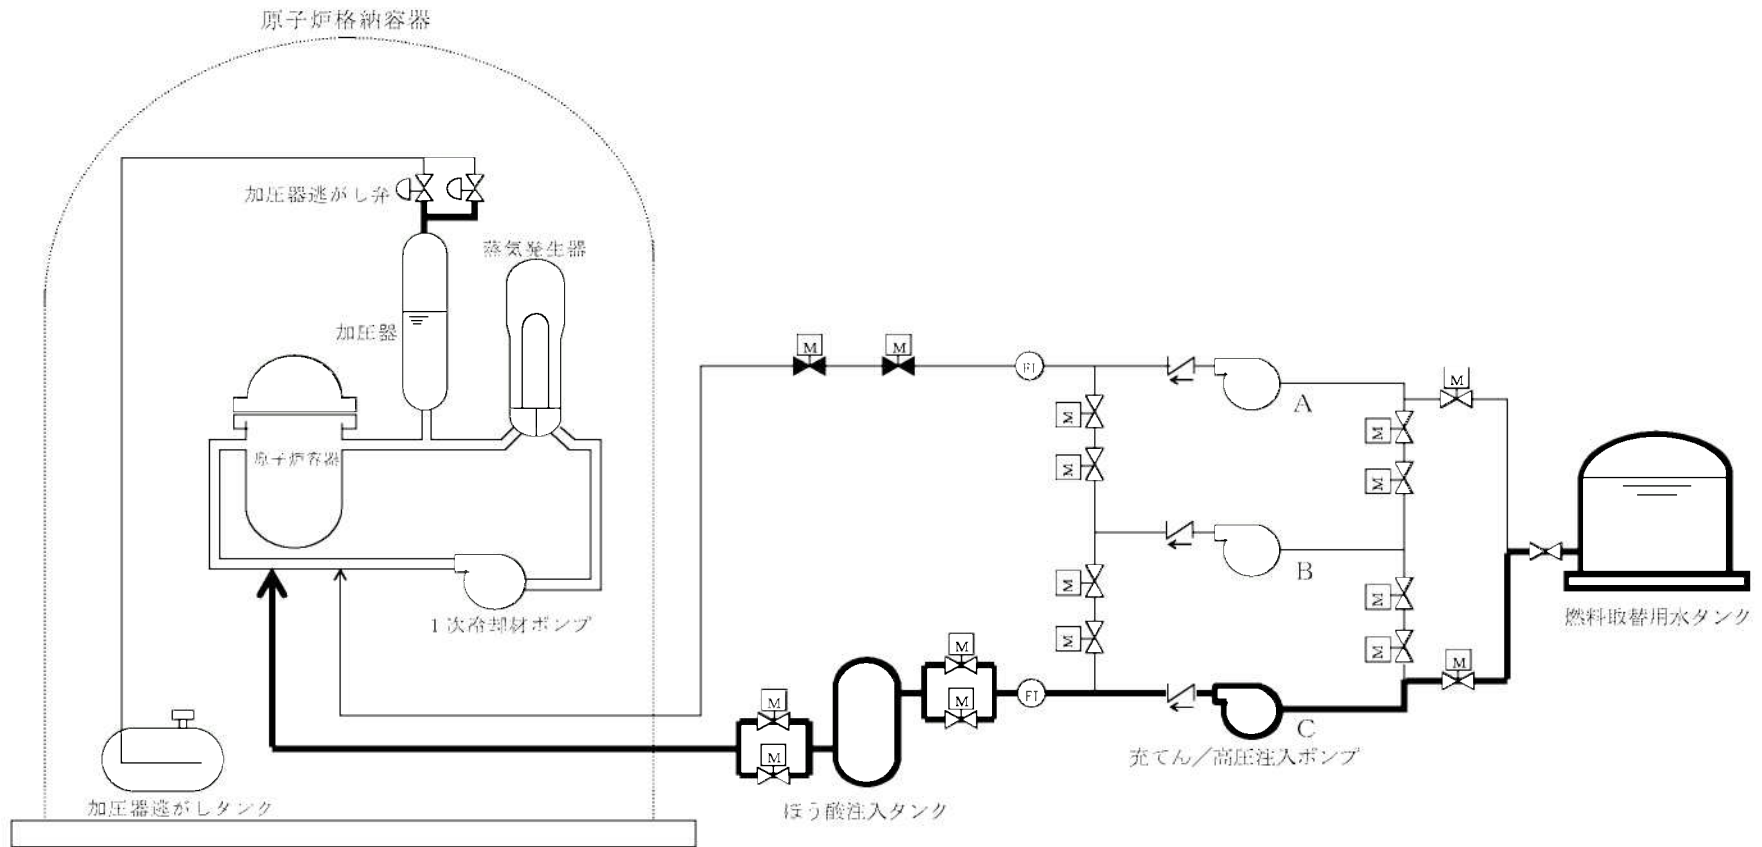 原子炉格納容器
加圧器逃がし弁
蒸気発生器
加圧器
M
M
FI
A
M
M
M
M
M
原子炉容器
B
M
M
M
M
1次冷却材ポンプ
燃料取替用水タンク
M
M
M
M
M
FI
C
充てん/高圧注入ポンプ
加圧器逃がしタンク
ほう酸注入タンク